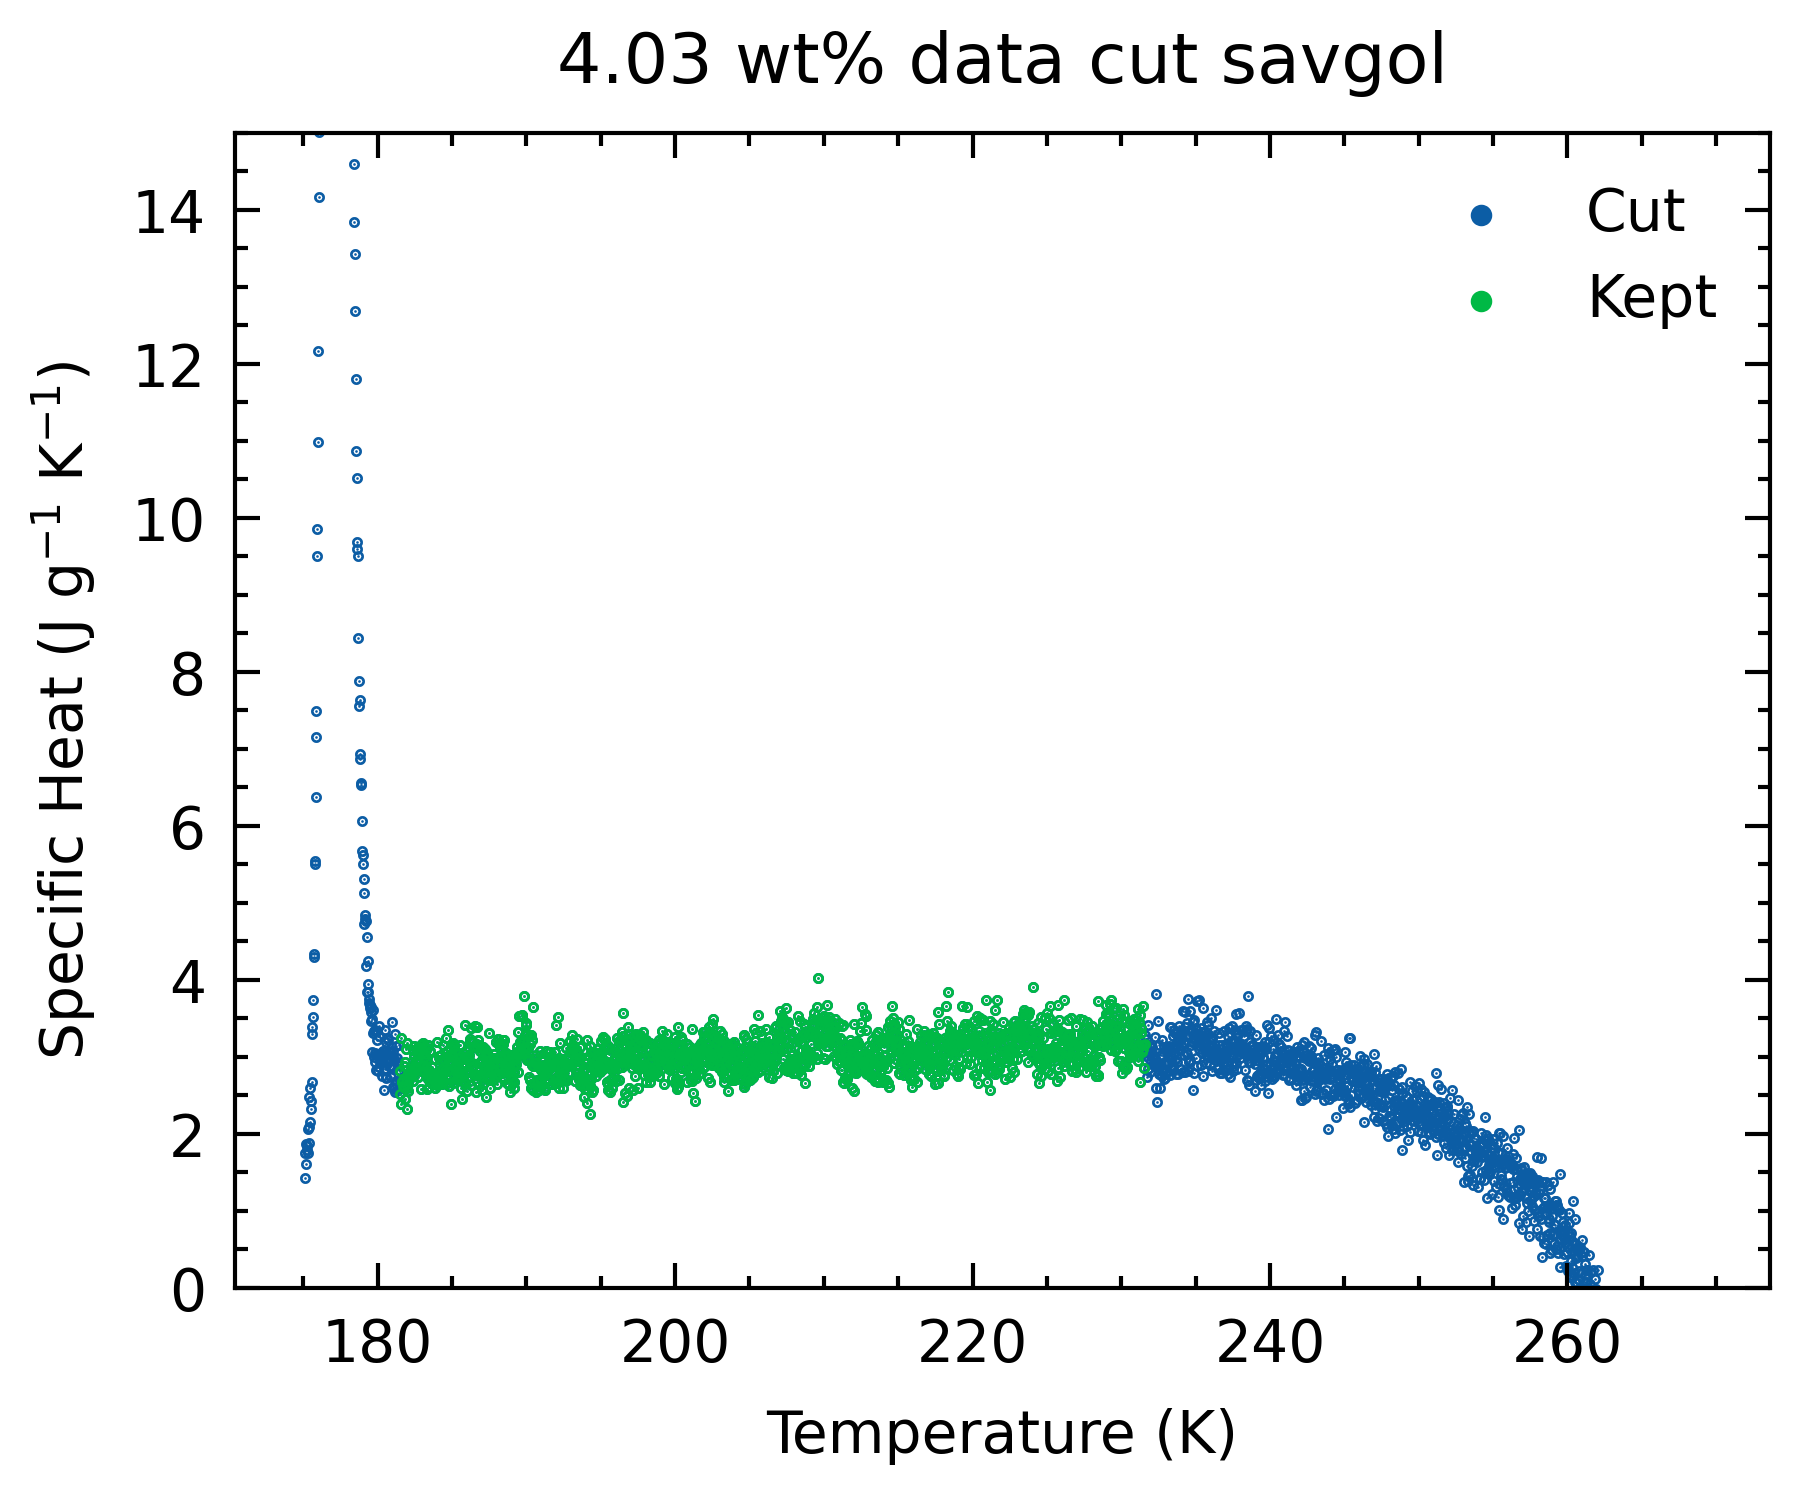 4.03 wt% data cut savgol
Cut
Kept
Specific Heat (J g⁻¹ K⁻¹)
14
12
10
8
6
4
2
0
180 200 220 240 260
Temperature (K)